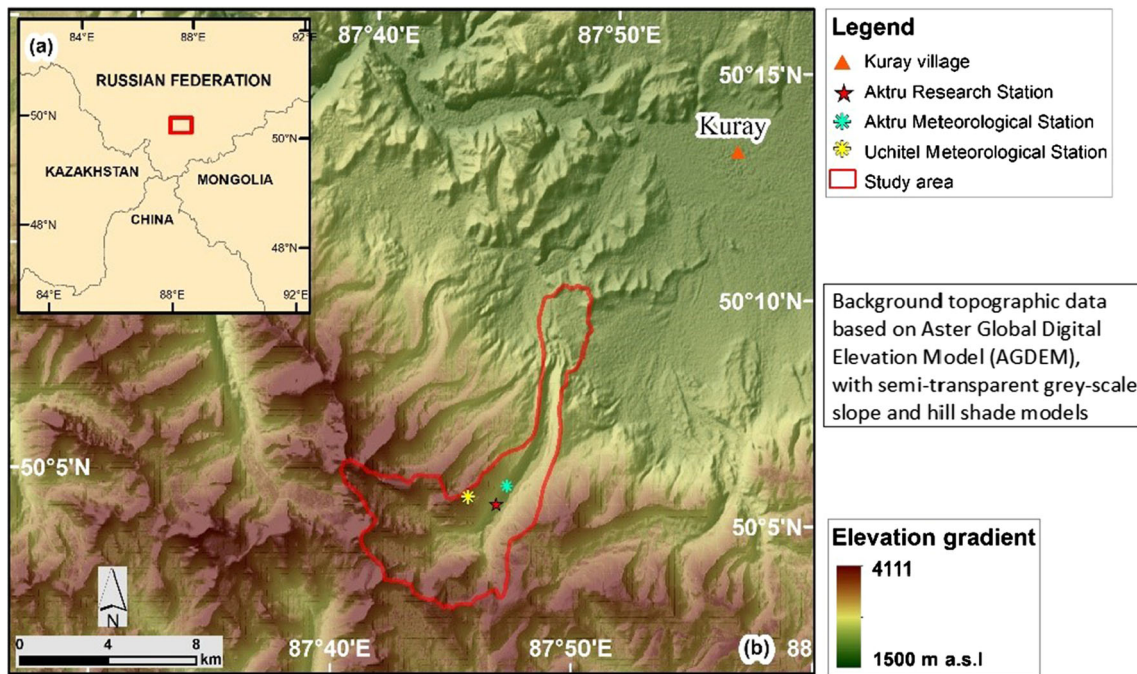 (a)
84°E
88°E
92°E
RUSSIAN FEDERATION
50°N
50°N
KAZAKHSTAN
MONGOLIA
CHINA
48°N
48°N
84°E
88°E
92°E
87°40'E
87°50'E
50°15'N
Kuray
50°10'N
50°5'N
50°5'N
N
0 4 8
km
87°40'E
87°50'E
(b)
88
Legend
Kuray village
Aktru Research Station
Aktru Meteorological Station
Uchitel Meteorological Station
Study area
Background topographic data
based on Aster Global Digital
Elevation Model (AGDEM),
with semi-transparent grey-scale
slope and hill shade models
Elevation gradient
4111
1500 m a.s.l